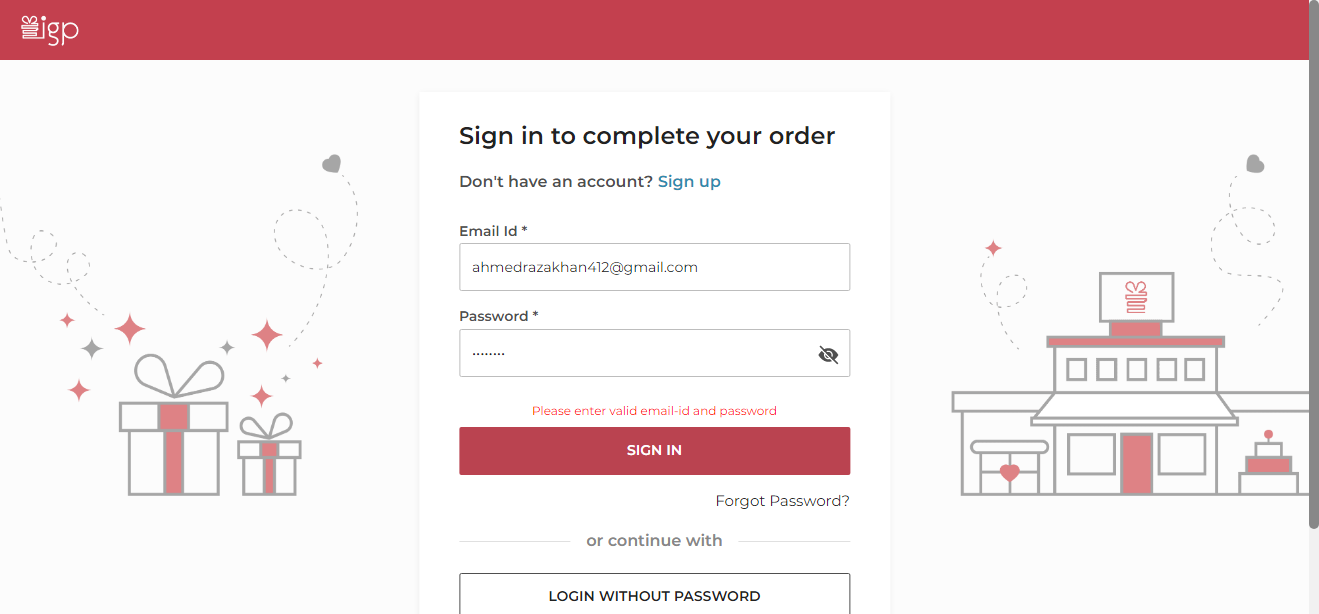 igp
Sign in to complete your order
Don't have an account? Sign up
Email Id *
ahmedrazakhan412@gmail.com
Password *
········
Please enter valid email-id and password
SIGN IN
Forgot Password?
or continue with
LOGIN WITHOUT PASSWORD